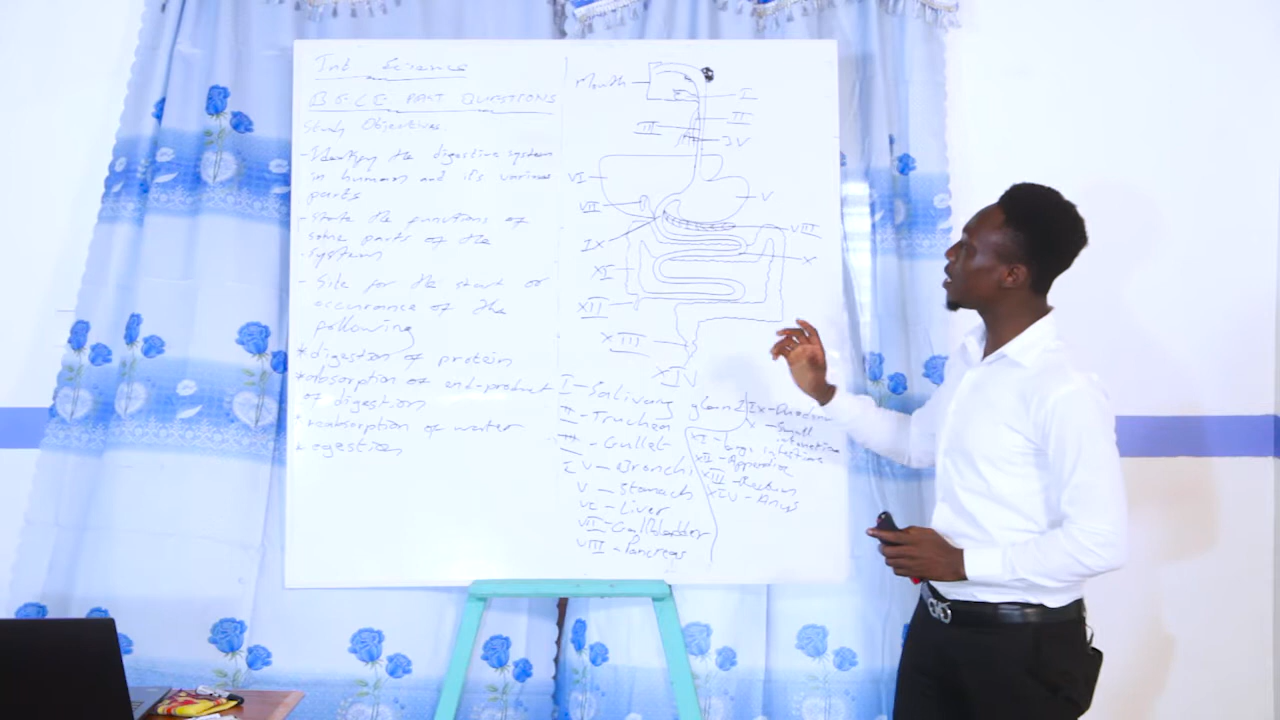 Int Science
B.E.C.E PAST QUESTIONS
Study Objectives.
- Identify the digestive system
in humans and it's various
parts
- State the functions of
some parts of the
system
- Site for the start or
occurance of the
following
* digestion of protein
* absorption of end-product
of digestion
* reabsorption of water
* egestion
Mouth
I
II
III
IV
VI
V
VII
VIII
IX
X
XI
XII
XIII
XIV
I - Salivary gland
II - Trachea
III - Gullet
IV - Bronchi
V - Stomach
VI - Liver
VII - Gallbladder
VIII - Pancreas
IX - Duodenum
X - Small
intestine
XI - Large intestine
XII - Appendix
XIII - Rectum
XIV - Anus